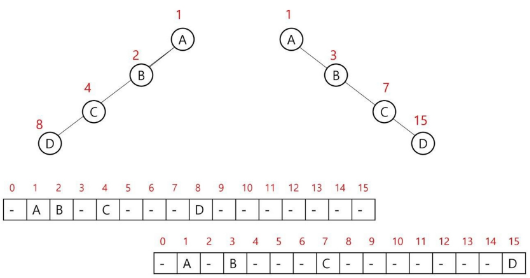 1 1
A A
2 3
B B
4 7
C C
8 15
D D
0 1 2 3 4 5 6 7 8 9 10 11 12 13 14 15
- A B - C - - - D - - - - - - -
0 1 2 3 4 5 6 7 8 9 10 11 12 13 14 15
- A - B - - - C - - - - - - - D